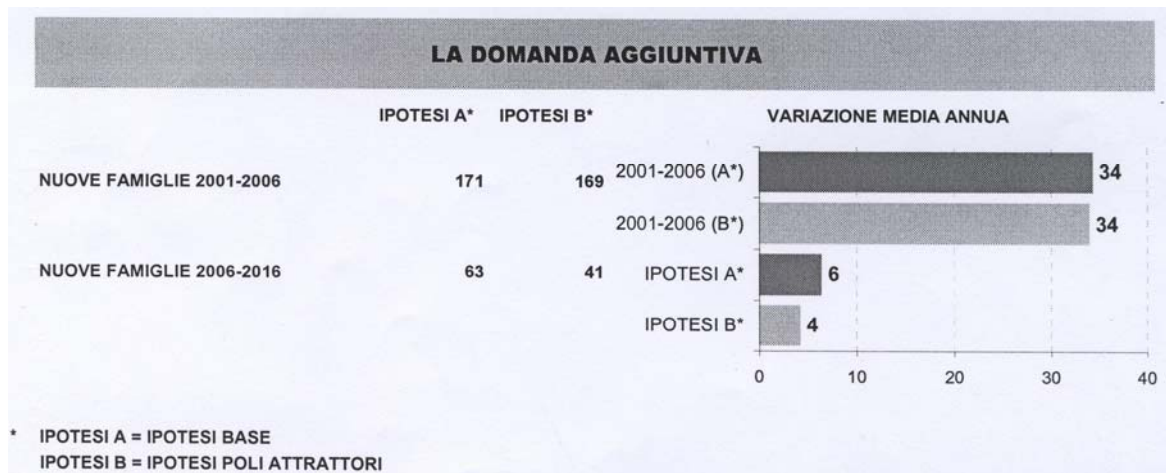 LA DOMANDA AGGIUNTIVA
IPOTESI A* IPOTESI B* VARIAZIONE MEDIA ANNUA
NUOVE FAMIGLIE 2001-2006 171 169 2001-2006 (A*) 34
2001-2006 (B*) 34
NUOVE FAMIGLIE 2006-2016 63 41 IPOTESI A* 6
IPOTESI B* 4
0 10 20 30 40
* IPOTESI A = IPOTESI BASE
IPOTESI B = IPOTESI POLI ATTRATTORI